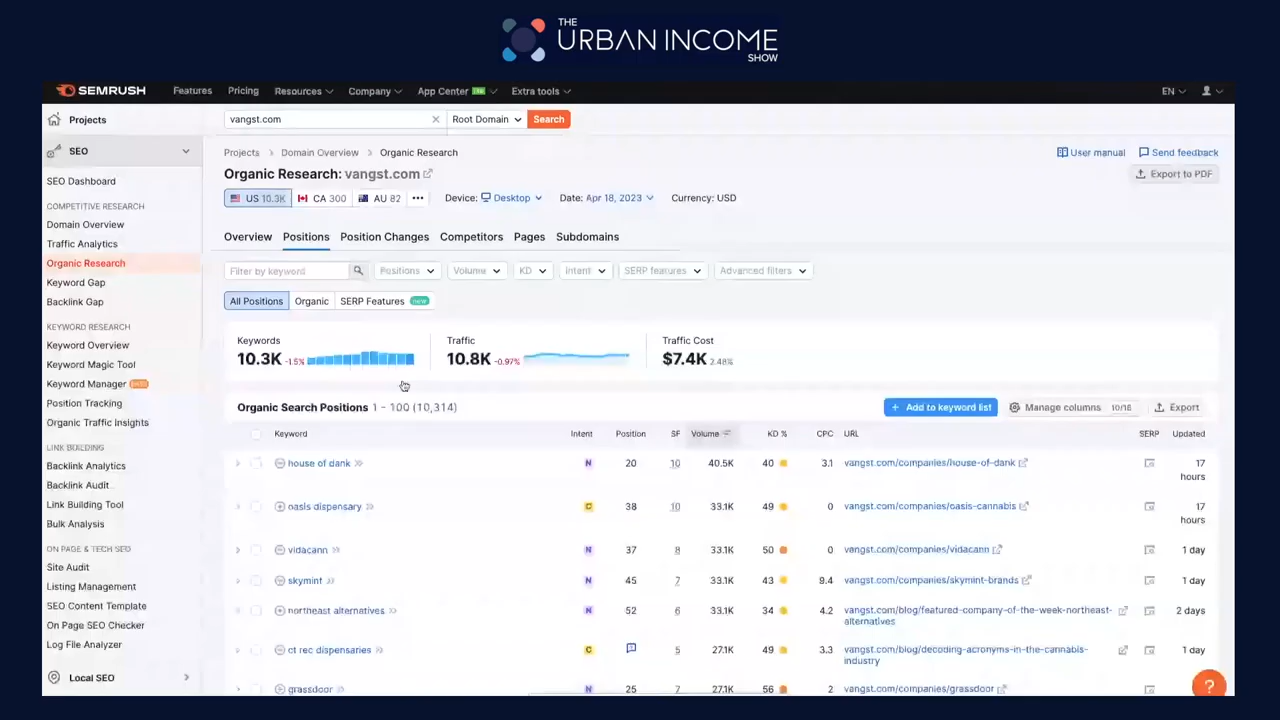 THE
URBAN INCOME
SHOW
SEMRUSH Features Pricing Resources Company App Center Extra tools EN
Projects vangst.com Root Domain Search
SEO Projects Domain Overview Organic Research User manual Send feedback
Organic Research: vangst.com Export to PDF
SEO Dashboard US 10.3K CA 300 AU 82 ••• Device: Desktop Date: Apr 18, 2023 Currency: USD
COMPETITIVE RESEARCH
Domain Overview Overview Positions Position Changes Competitors Pages Subdomains
Traffic Analytics
Organic Research Filter by keyword Positions Volume KD Intent SERP features Advanced filters
Keyword Gap
Backlink Gap All Positions Organic SERP Features new
KEYWORD RESEARCH
Keyword Overview Keywords Traffic Traffic Cost
Keyword Magic Tool 10.3K -1.5% 10.8K -0.97% $7.4K 2.48%
Keyword Manager
Position Tracking Organic Search Positions 1 - 100 (10,314) + Add to keyword list Manage columns 10/16 Export
Organic Traffic Insights
LINK BUILDING Keyword Intent Position SF Volume KD % CPC URL SERP Updated
Backlink Analytics house of dank N 20 10 40.5K 40 3.1 vangst.com/companies/house-of-dank 17
hours
Backlink Audit
Link Building Tool oasis dispensary C 38 10 33.1K 49 0 vangst.com/companies/oasis-cannabis 17
hours
Bulk Analysis
ON PAGE & TECH SEO vidacann N 37 8 33.1K 50 0 vangst.com/companies/vidacann 1 day
Site Audit
Listing Management skymint N 45 7 33.1K 43 9.4 vangst.com/companies/skymint-brands 1 day
SEO Content Template northeast alternatives N 52 6 33.1K 34 4.2 vangst.com/blog/featured-company-of-the-week-northeast-
alternatives 2 days
On Page SEO Checker
Log File Analyzer ct rec dispensaries C 5 27.1K 49 3.3 vangst.com/blog/decoding-acronyms-in-the-cannabis-
industry 1 day
Local SEO grassdoor N 25 7 27.1K 56 2 vangst.com/companies/grassdoor 1 day
?